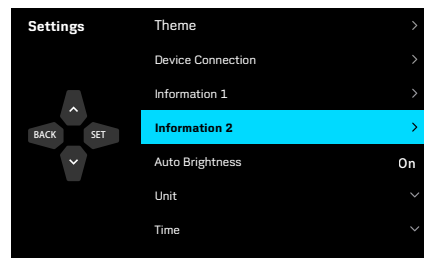 Settings
Theme
Device Connection
Information 1
Information 2
BACK SET
Auto Brightness On
Unit
Time